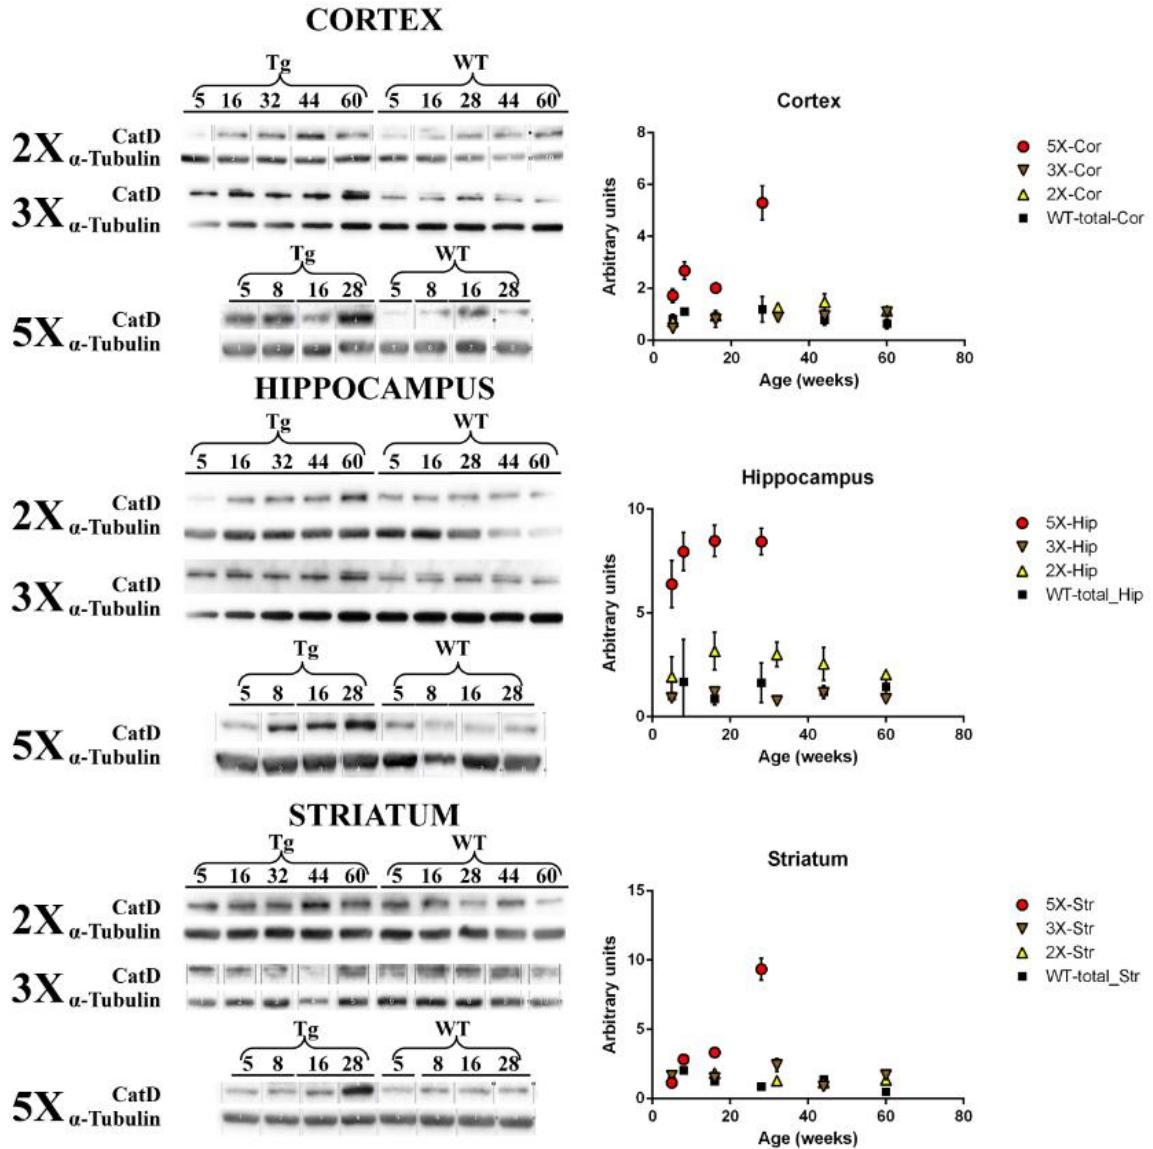 CORTEX
Tg WT
5 16 32 44 60 5 16 28 44 60
2X CatD
α-Tubulin
3X CatD
α-Tubulin
Tg WT
5 8 16 28 5 8 16 28
5X CatD
α-Tubulin
Cortex
8
6
4
2
0
0 20 40 60 80
Arbitrary units
Age (weeks)
5X-Cor
3X-Cor
2X-Cor
WT-total-Cor
HIPPOCAMPUS
Tg WT
5 16 32 44 60 5 16 28 44 60
2X CatD
α-Tubulin
3X CatD
α-Tubulin
Tg WT
5 8 16 28 5 8 16 28
5X CatD
α-Tubulin
Hippocampus
10
5
0
0 20 40 60 80
Arbitrary units
Age (weeks)
5X-Hip
3X-Hip
2X-Hip
WT-total_Hip
STRIATUM
Tg WT
5 16 32 44 60 5 16 28 44 60
2X CatD
α-Tubulin
3X CatD
α-Tubulin
Tg WT
5 8 16 28 5 8 16 28
5X CatD
α-Tubulin
Striatum
15
10
5
0
0 20 40 60 80
Arbitrary units
Age (weeks)
5X-Str
3X-Str
2X-Str
WT-total_Str